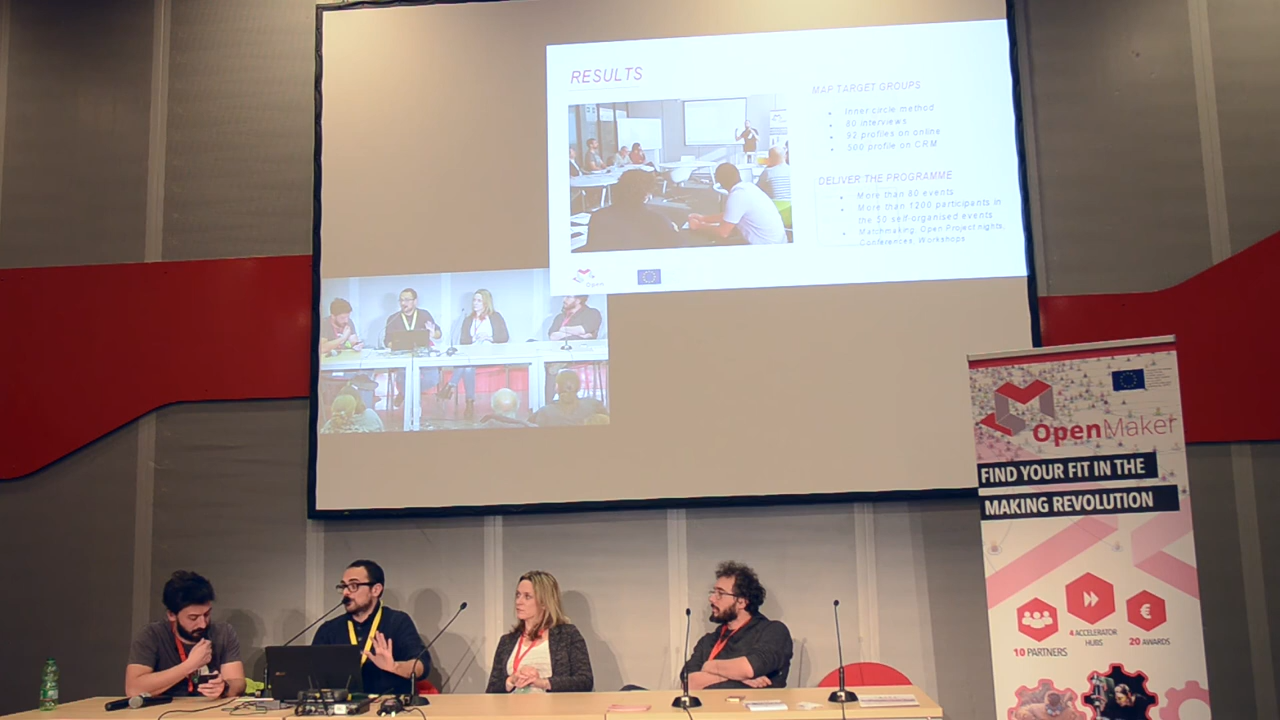 RESULTS
MAP TARGET GROUPS
Inner circle method
80 interviews
92 profiles on online
500 profile on CRM
DELIVER THE PROGRAMME
More than 80 events
More than 1200 participants in
the 50 self-organised events
Matchmaking, Open Project nights,
Conferences, Workshops
Open
OpenMaker
FIND YOUR FIT IN THE
MAKING REVOLUTION
10 PARTNERS
4 ACCELERATOR
HUBS
20 AWARDS